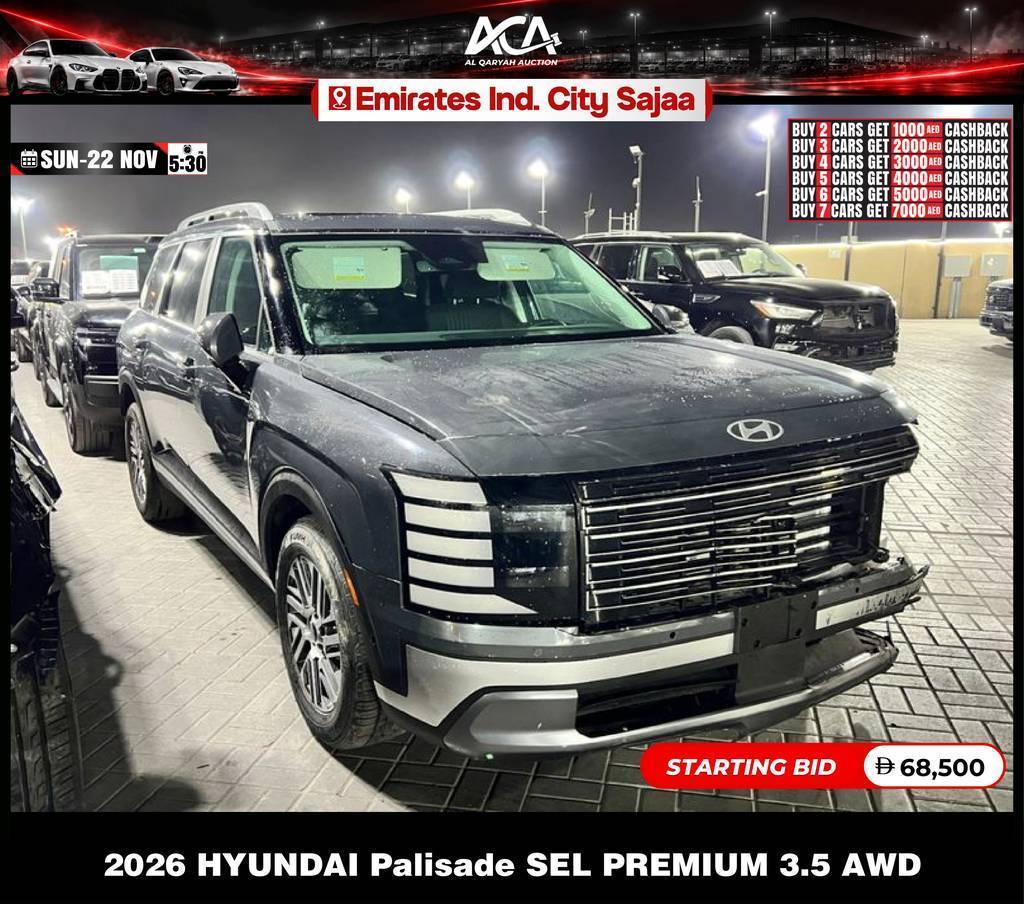 ACA
AL QARYAH AUCTION
Emirates Ind. City Sajaa
SUN-22 NOV 5:30
BUY 2 CARS GET 1000 AED CASHBACK
BUY 3 CARS GET 2000 AED CASHBACK
BUY 4 CARS GET 3000 AED CASHBACK
BUY 5 CARS GET 4000 AED CASHBACK
BUY 6 CARS GET 5000 AED CASHBACK
BUY 7 CARS GET 7000 AED CASHBACK
STARTING BID 68,500
2026 HYUNDAI Palisade SEL PREMIUM 3.5 AWD